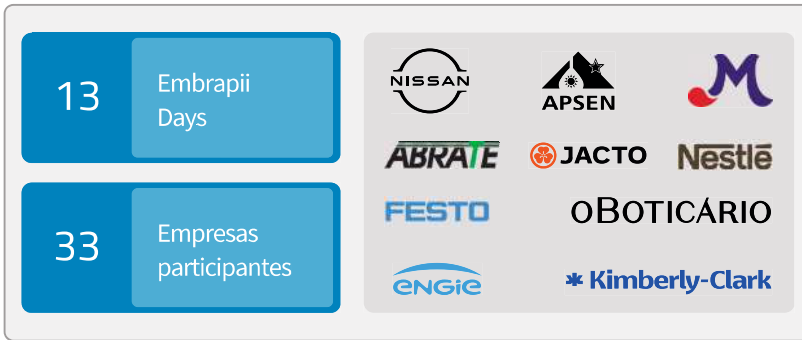 13
Embrapii
Days
33
Empresas
participantes
NISSAN
APSEN
M
ABRATE
JACTO
Nestlé
FESTO
OBOTICÁRIO
ENGIE
Kimberly-Clark